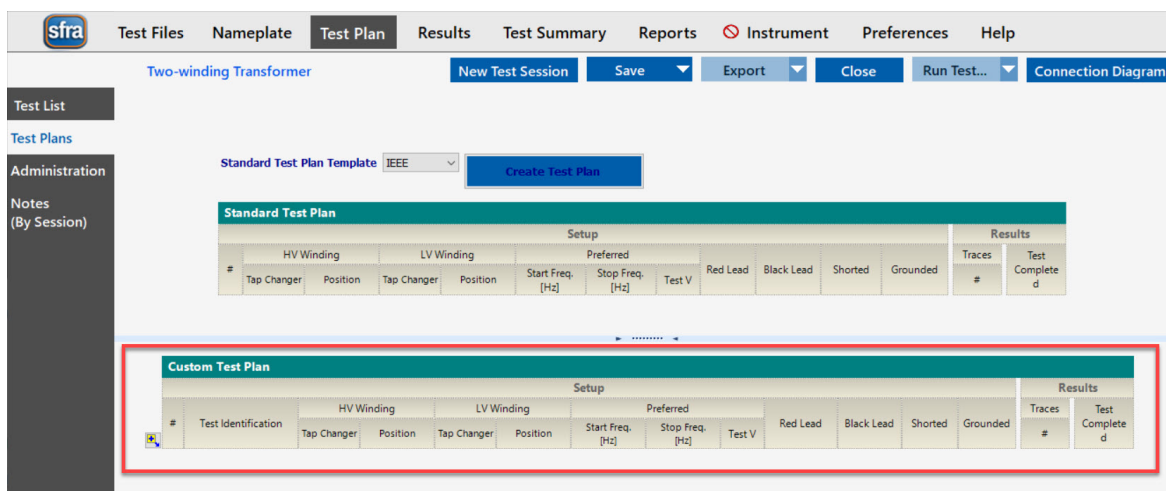 sfra Test Files Nameplate Test Plan Results Test Summary Reports Instrument Preferences Help
Two-winding Transformer New Test Session Save Export Close Run Test... Connection Diagram
Test List
Test Plans
Administration
Notes
(By Session)
Standard Test Plan Template IEEE Create Test Plan
Standard Test Plan
Setup Results
# HV Winding LV Winding Preferred Red Lead Black Lead Shorted Grounded Traces Test
Tap Changer Position Tap Changer Position Start Freq. Stop Freq. Test V # Complete
[Hz] [Hz] d
Custom Test Plan
Setup Results
# Test Identification HV Winding LV Winding Preferred Red Lead Black Lead Shorted Grounded Traces Test
Tap Changer Position Tap Changer Position Start Freq. Stop Freq. Test V # Complete
[Hz] [Hz] d